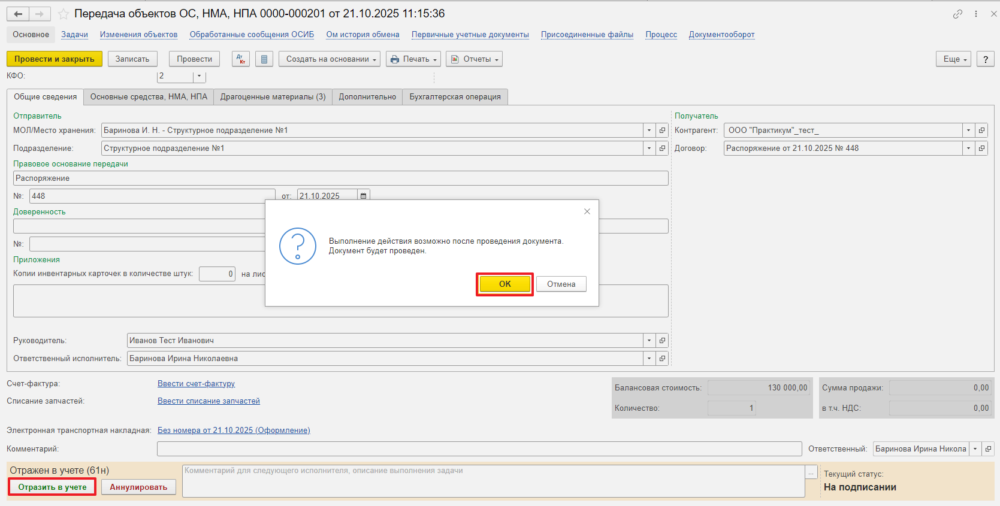 Передача объектов ОС, НМА, НПА 0000-000201 от 21.10.2025 11:15:36
Основное Задачи Изменения объектов Обработанные сообщения ОСИБ Ом история обмена Первичные учетные документы Присоединенные файлы Процесс Документооборот
Провести и закрыть Записать Провести Дт Кт Создать на основании Печать Отчеты Еще ?
КФО: 2
Общие сведения Основные средства, НМА, НПА Драгоценные материалы (3) Дополнительно Бухгалтерская операция
Отправитель Получатель
МОЛ/Место хранения: Баринова И. Н. - Структурное подразделение №1 Контрагент: ООО "Практикум"_тест_
Подразделение: Структурное подразделение №1 Договор: Распоряжение от 21.10.2025 № 448
Правовое основание передачи
Распоряжение
№: 448 от: 21.10.2025
Доверенность
№:
Приложения
Копии инвентарных карточек в количестве штук: 0 на лис
Выполнение действия возможно после проведения документа.
Документ будет проведен.
ОК Отмена
Руководитель: Иванов Тест Иванович
Ответственный исполнитель: Баринова Ирина Николаевна
Счет-фактура: Ввести счет-фактуру Балансовая стоимость: 130 000,00 Сумма продажи: 0,00
Списание запчастей: Ввести списание запчастей Количество: 1 в т.ч. НДС: 0,00
Электронная транспортная накладная: Без номера от 21.10.2025 (Оформление)
Комментарий: Ответственный: Баринова Ирина Никола
Отражен в учете (61н) Комментарий для следующего исполнителя, описание выполнения задачи ... Текущий статус:
Отразить в учете Аннулировать На подписании